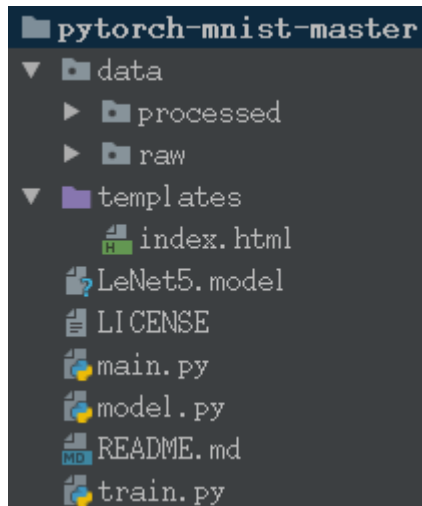 pytorch-mnist-master
data
processed
raw
templates
index.html
LeNet5.model
LICENSE
main.py
model.py
README.md
train.py